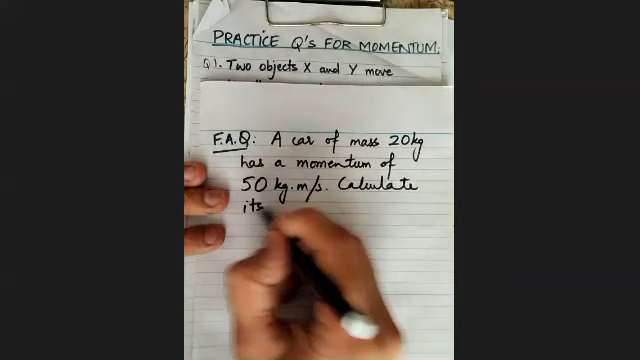 PRACTICE Q'S FOR MOMENTUM:
Q1. Two objects X and Y move
F.A.Q: A car of mass 20kg
has a momentum of
50 kg.m/s. Calculate
its